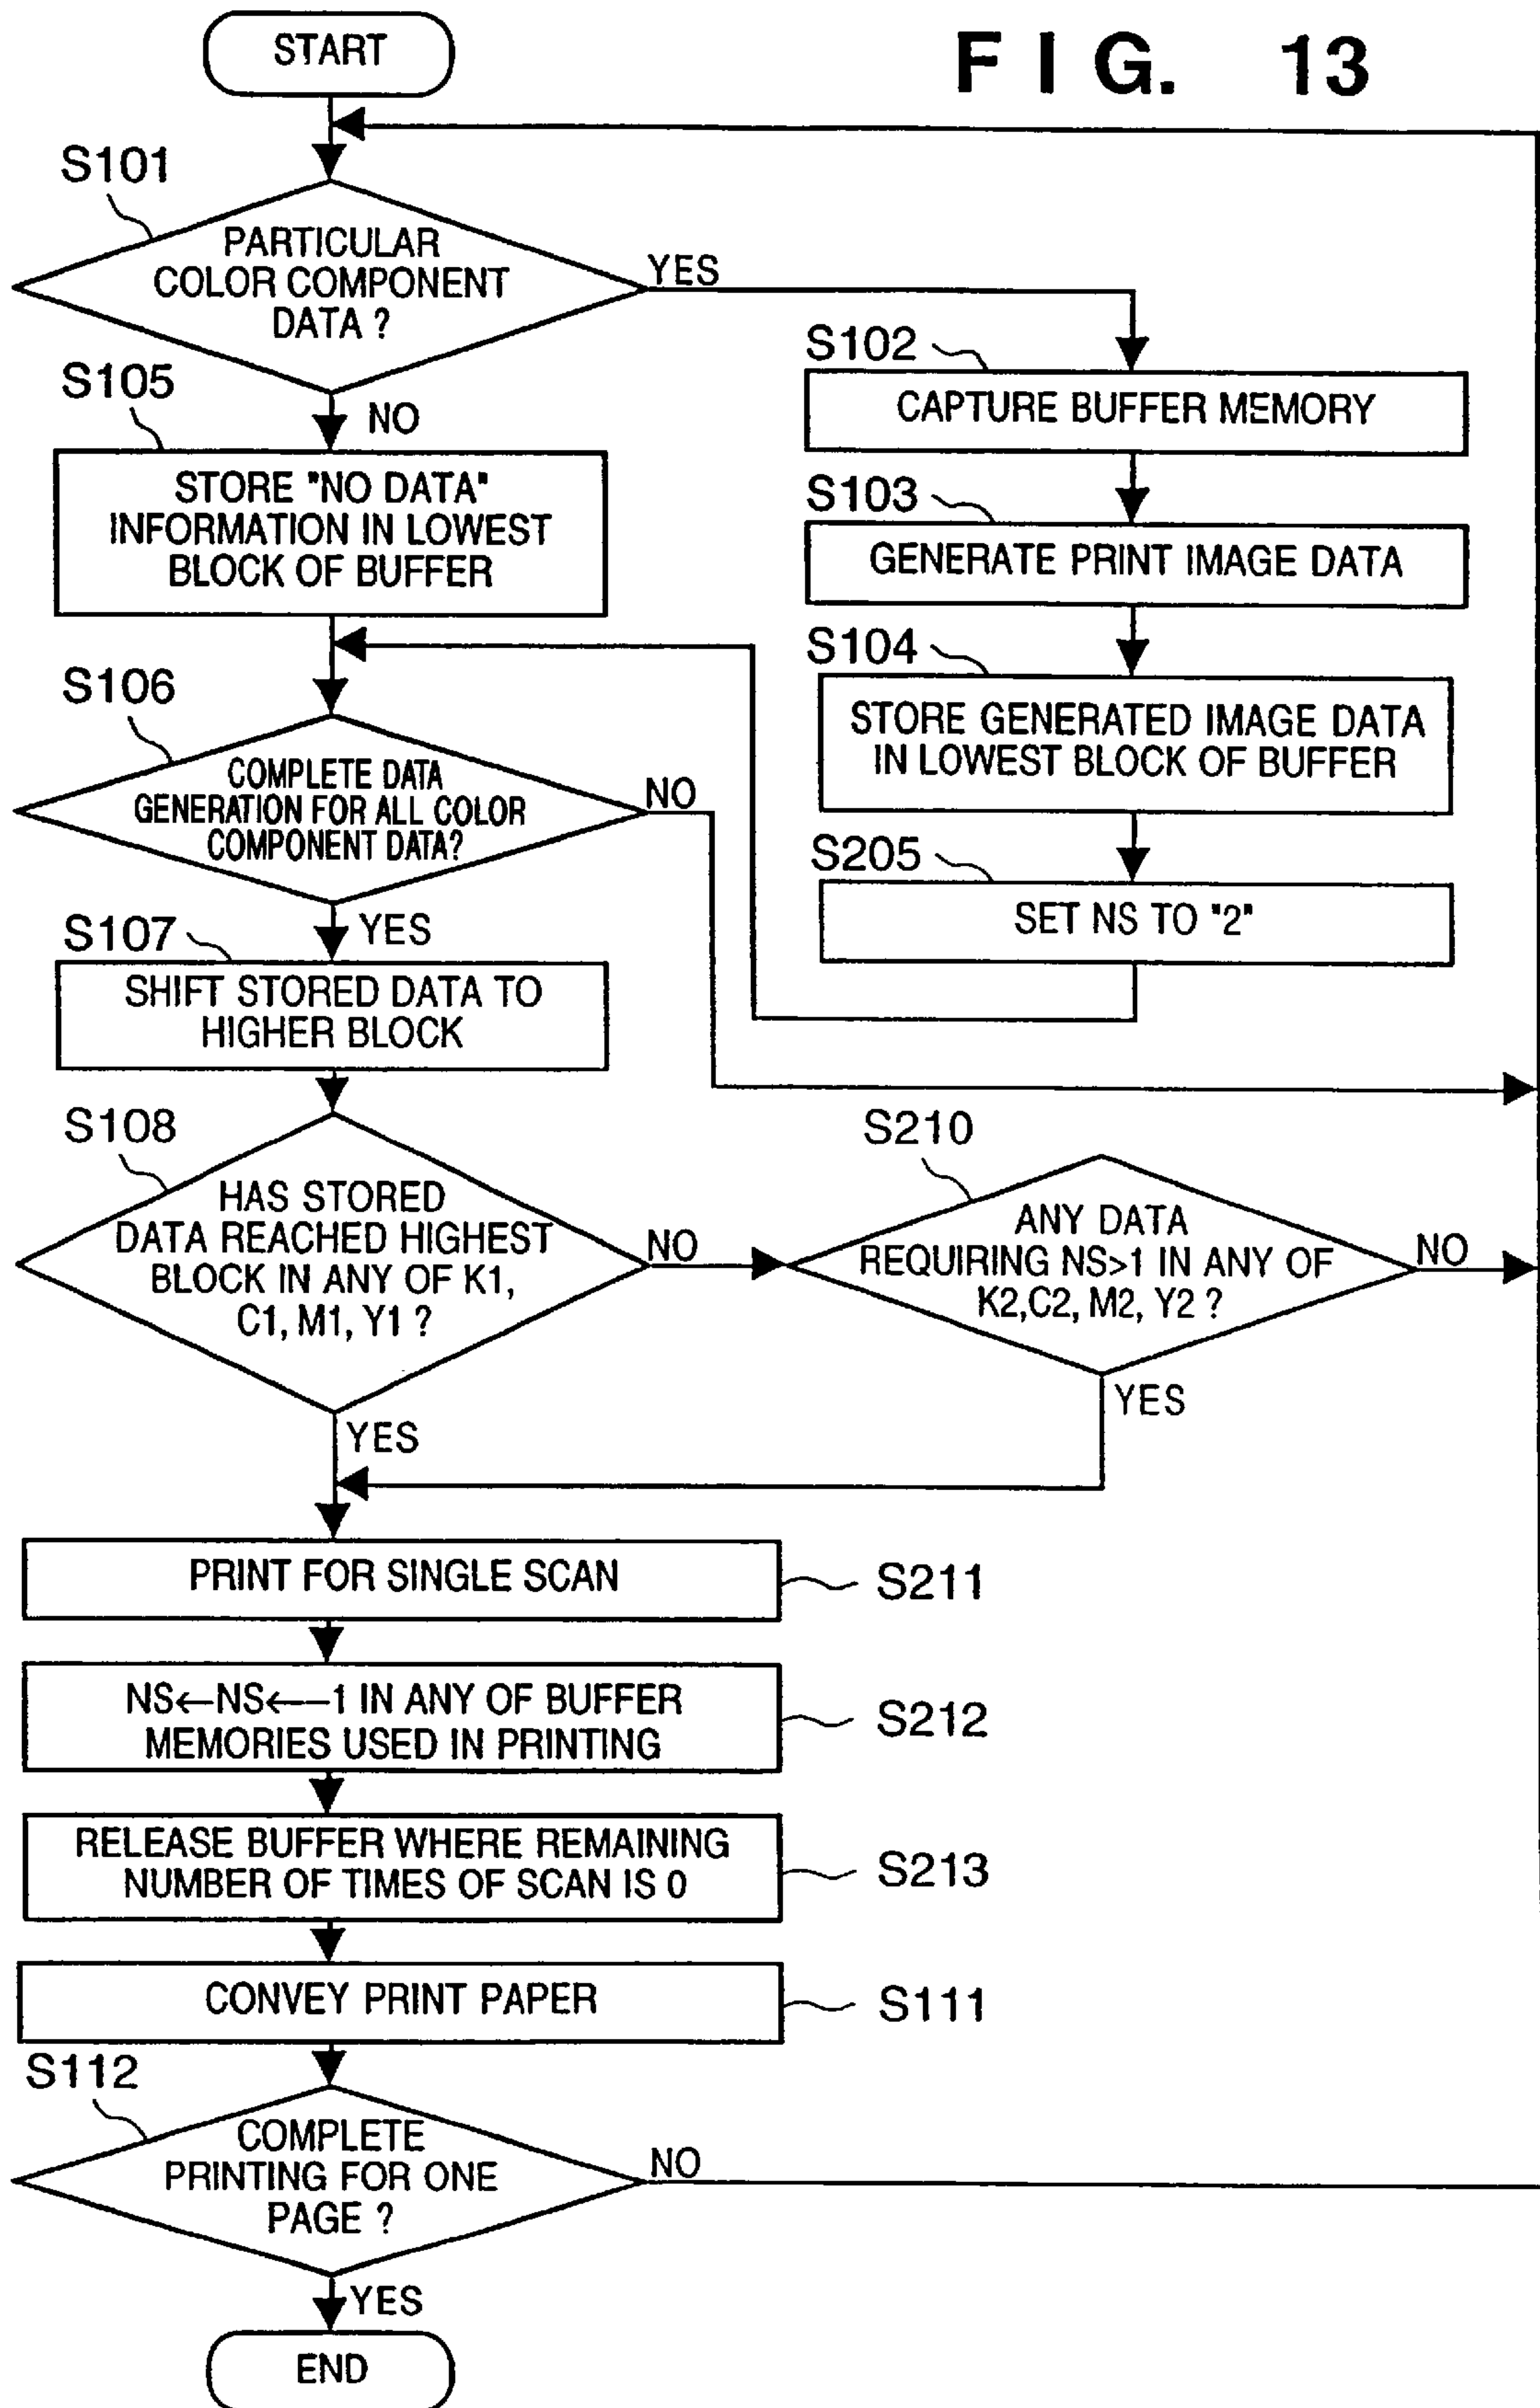 START
F I G. 13
S101
PARTICULAR
COLOR COMPONENT
DATA ?
YES
S102
CAPTURE BUFFER MEMORY
S103
GENERATE PRINT IMAGE DATA
S104
STORE GENERATED IMAGE DATA
IN LOWEST BLOCK OF BUFFER
S205
SET NS TO "2"
NO
S105
STORE "NO DATA"
INFORMATION IN LOWEST
BLOCK OF BUFFER
S106
COMPLETE DATA
GENERATION FOR ALL COLOR
COMPONENT DATA?
NO
YES
S107
SHIFT STORED DATA TO
HIGHER BLOCK
S108
HAS STORED
DATA REACHED HIGHEST
BLOCK IN ANY OF K1,
C1, M1, Y1 ?
NO
S210
ANY DATA
REQUIRING NS>1 IN ANY OF
K2,C2, M2, Y2 ?
NO
YES
YES
PRINT FOR SINGLE SCAN
S211
NS←NS←—1 IN ANY OF BUFFER
MEMORIES USED IN PRINTING
S212
RELEASE BUFFER WHERE REMAINING
NUMBER OF TIMES OF SCAN IS 0
S213
CONVEY PRINT PAPER
S111
S112
COMPLETE
PRINTING FOR ONE
PAGE ?
NO
YES
END